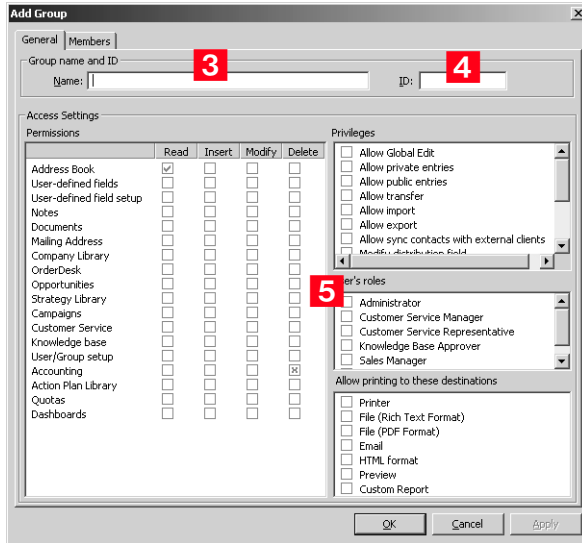 Add Group
General
Members
Group name and ID
Name:
3
ID:
4
Access Settings
Permissions
Read Insert Modify Delete
Address Book
User-defined fields
User-defined field setup
Notes
Documents
Mailing Address
Company Library
OrderDesk
Opportunities
Strategy Library
Campaigns
Customer Service
Knowledge base
User/Group setup
Accounting
Action Plan Library
Quotas
Dashboards
Privileges
Allow Global Edit
Allow private entries
Allow public entries
Allow transfer
Allow import
Allow export
Allow sync contacts with external clients
Modify distribution field
5
er's roles
Administrator
Customer Service Manager
Customer Service Representative
Knowledge Base Approver
Sales Manager
Allow printing to these destinations
Printer
File (Rich Text Format)
File (PDF Format)
Email
HTML format
Preview
Custom Report
OK
Cancel
Apply